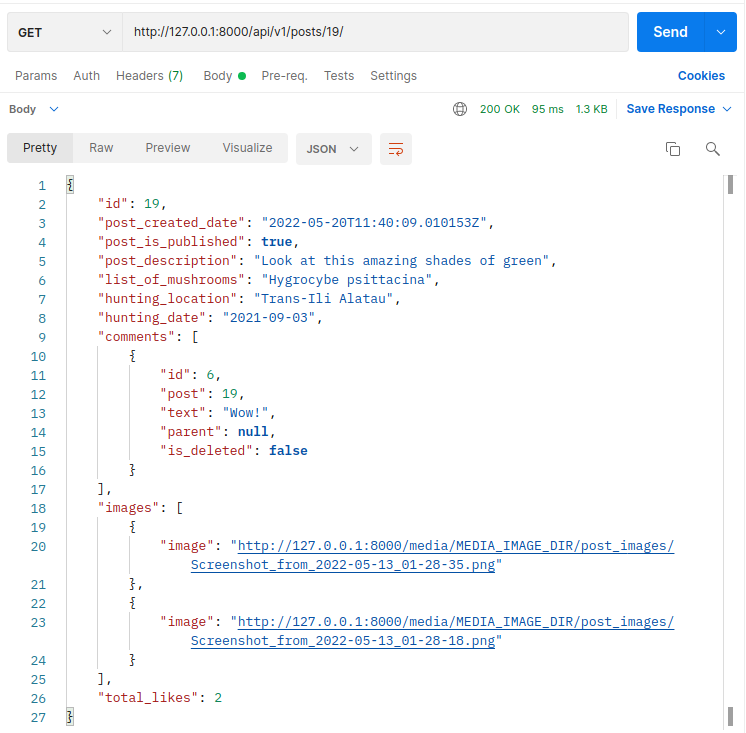 GET http://127.0.0.1:8000/api/v1/posts/19/ Send
Params Auth Headers (7) Body Pre-req. Tests Settings Cookies
Body 200 OK 95 ms 1.3 KB Save Response
Pretty Raw Preview Visualize JSON
1 {
2 "id": 19,
3 "post_created_date": "2022-05-20T11:40:09.010153Z",
4 "post_is_published": true,
5 "post_description": "Look at this amazing shades of green",
6 "list_of_mushrooms": "Hygrocybe psittacina",
7 "hunting_location": "Trans-Ili Alatau",
8 "hunting_date": "2021-09-03",
9 "comments": [
10 {
11 "id": 6,
12 "post": 19,
13 "text": "Wow!",
14 "parent": null,
15 "is_deleted": false
16 }
17 ],
18 "images": [
19 {
20 "image": "http://127.0.0.1:8000/media/MEDIA_IMAGE_DIR/post_images/
Screenshot_from_2022-05-13_01-28-35.png"
21 },
22 {
23 "image": "http://127.0.0.1:8000/media/MEDIA_IMAGE_DIR/post_images/
Screenshot_from_2022-05-13_01-28-18.png"
24 }
25 ],
26 "total_likes": 2
27 }